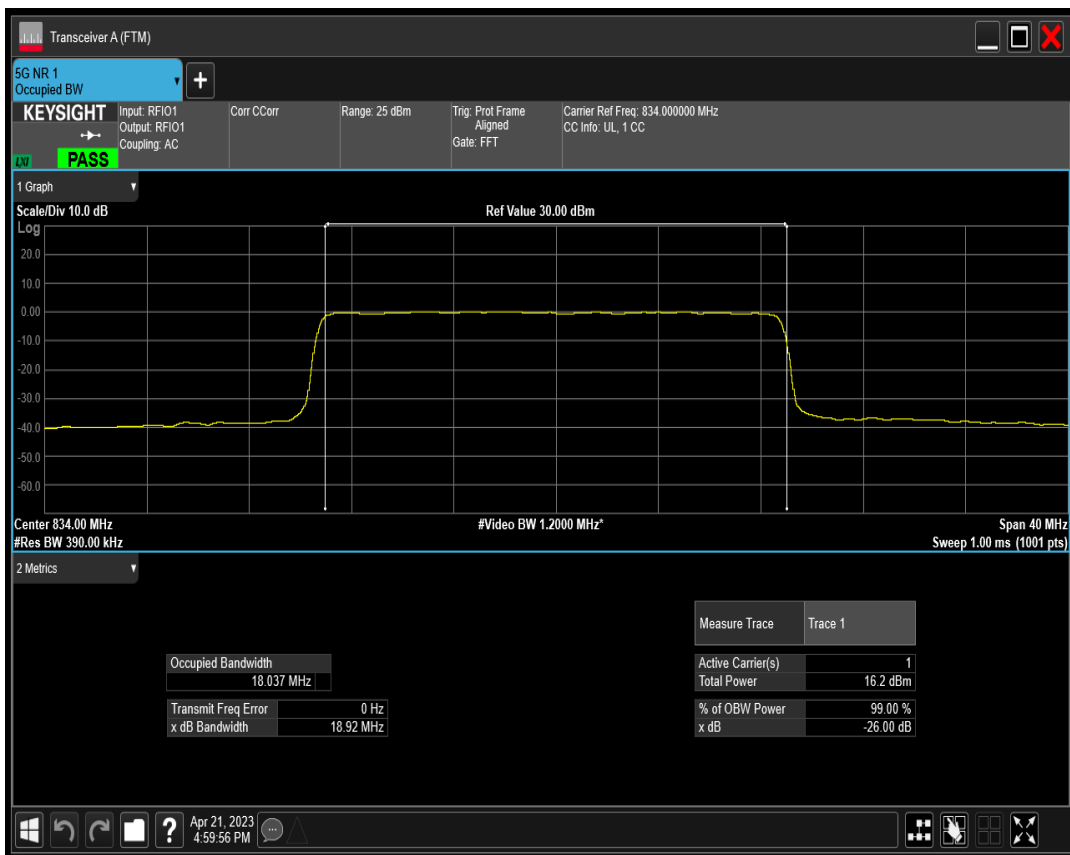 Transceiver A (FTM)
5G NR 1
Occupied BW
+
KEYSIGHT
LXI
PASS
Input: RFIO1
Output: RFIO1
Coupling: AC
Corr CCorr
Range: 25 dBm
Trig: Prot Frame
Aligned
Gate: FFT
Carrier Ref Freq: 834.000000 MHz
CC Info: UL, 1 CC
1 Graph
Scale/Div 10.0 dB
Ref Value 30.00 dBm
Log
20.0
10.0
0.00
-10.0
-20.0
-30.0
-40.0
-50.0
-60.0
Center 834.00 MHz
#Video BW 1.2000 MHz*
Span 40 MHz
#Res BW 390.00 kHz
Sweep 1.00 ms (1001 pts)
2 Metrics
Measure Trace Trace 1
Occupied Bandwidth
18.037 MHz
Active Carrier(s) 1
Total Power 16.2 dBm
Transmit Freq Error 0 Hz
x dB Bandwidth 18.92 MHz
% of OBW Power 99.00 %
x dB -26.00 dB
?
Apr 21, 2023
4:59:56 PM